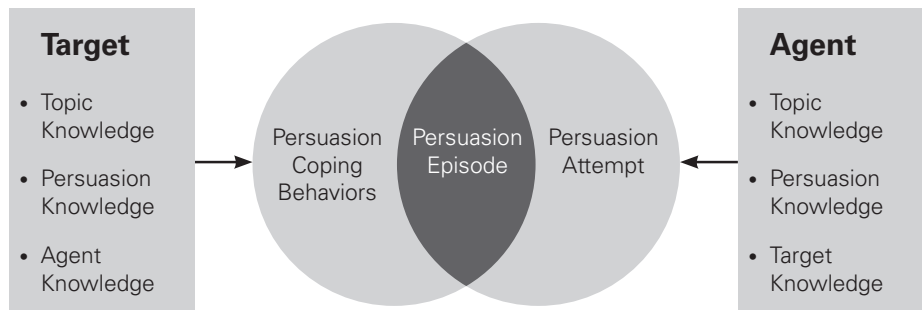 Target
• Topic
Knowledge
• Persuasion
Knowledge
• Agent
Knowledge
Persuasion
Coping
Behaviors
Persuasion
Episode
Persuasion
Attempt
Agent
• Topic
Knowledge
• Persuasion
Knowledge
• Target
Knowledge